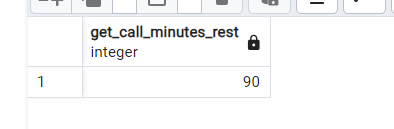 get_call_minutes_rest
integer
1 90